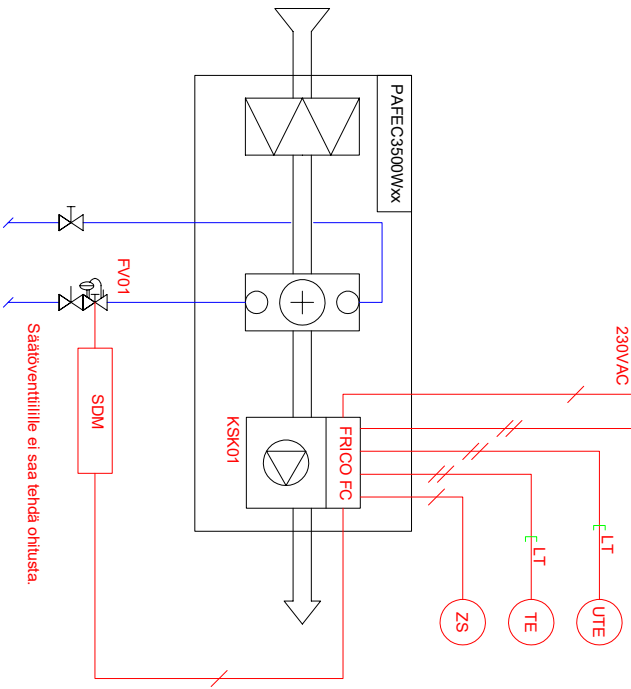 PAFEC3500Wxx
230VAC
FV01
SDM
KSK01
FRICO FC
LT
LT
ZS
TE
UTE
Säätöventtiilille ei saa tehdä ohitusta.